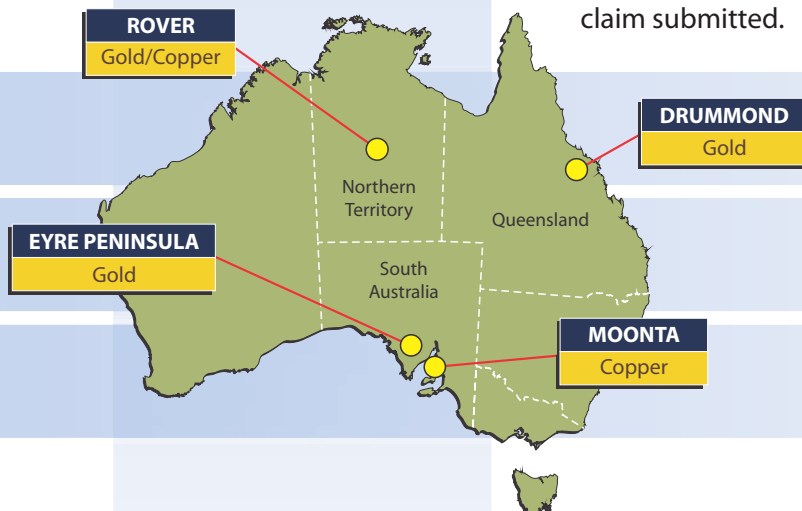 claim submitted.
ROVER
Gold/Copper
DRUMMOND
Gold
Northern
Territory
Queensland
EYRE PENINSULA
Gold
South
Australia
MOONTA
Copper